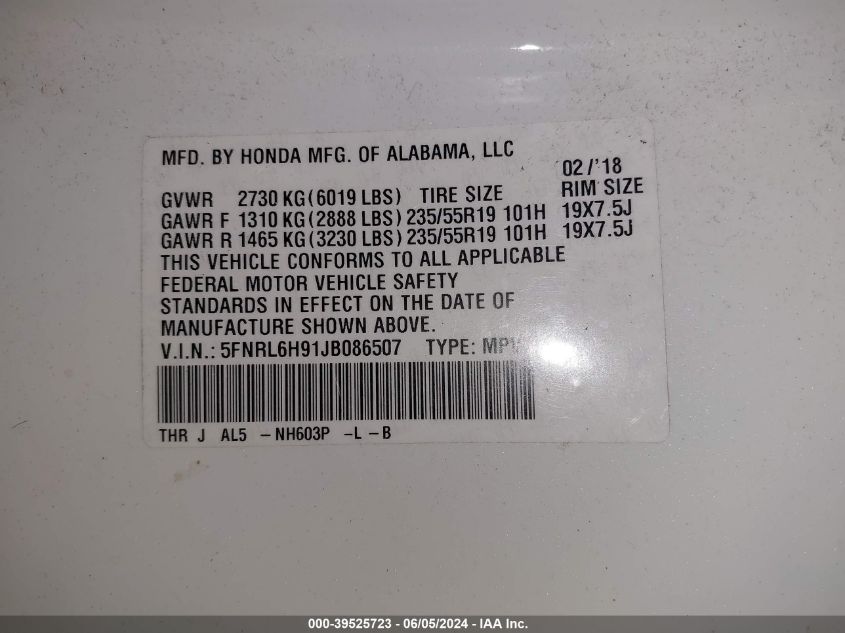 MFD. BY HONDA MFG. OF ALABAMA, LLC
02/'18
GVWR 2730 KG(6019 LBS) TIRE SIZE RIM SIZE
GAWR F 1310 KG(2888 LBS) 235/55R19 101H 19X7.5J
GAWR R 1465 KG(3230 LBS) 235/55R19 101H 19X7.5J
THIS VEHICLE CONFORMS TO ALL APPLICABLE
FEDERAL MOTOR VEHICLE SAFETY
STANDARDS IN EFFECT ON THE DATE OF
MANUFACTURE SHOWN ABOVE.
V.I.N.: 5FNRL6H91JB086507 TYPE: MPV
THR J AL5 -NH603P -L -B
000-39525723 - 06/05/2024 - IAA Inc.